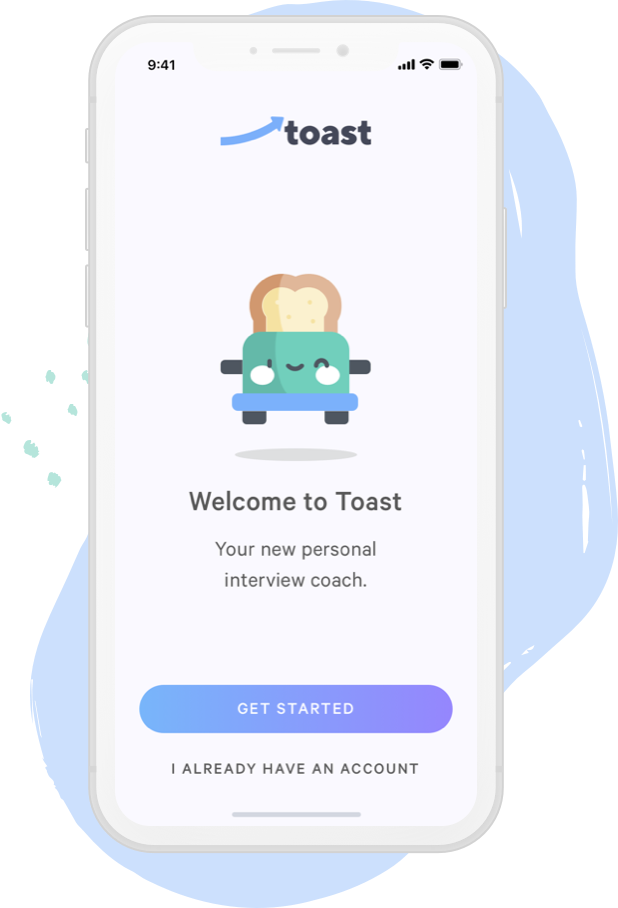 9:41
toast
Welcome to Toast
Your new personal
interview coach.
GET STARTED
I ALREADY HAVE AN ACCOUNT